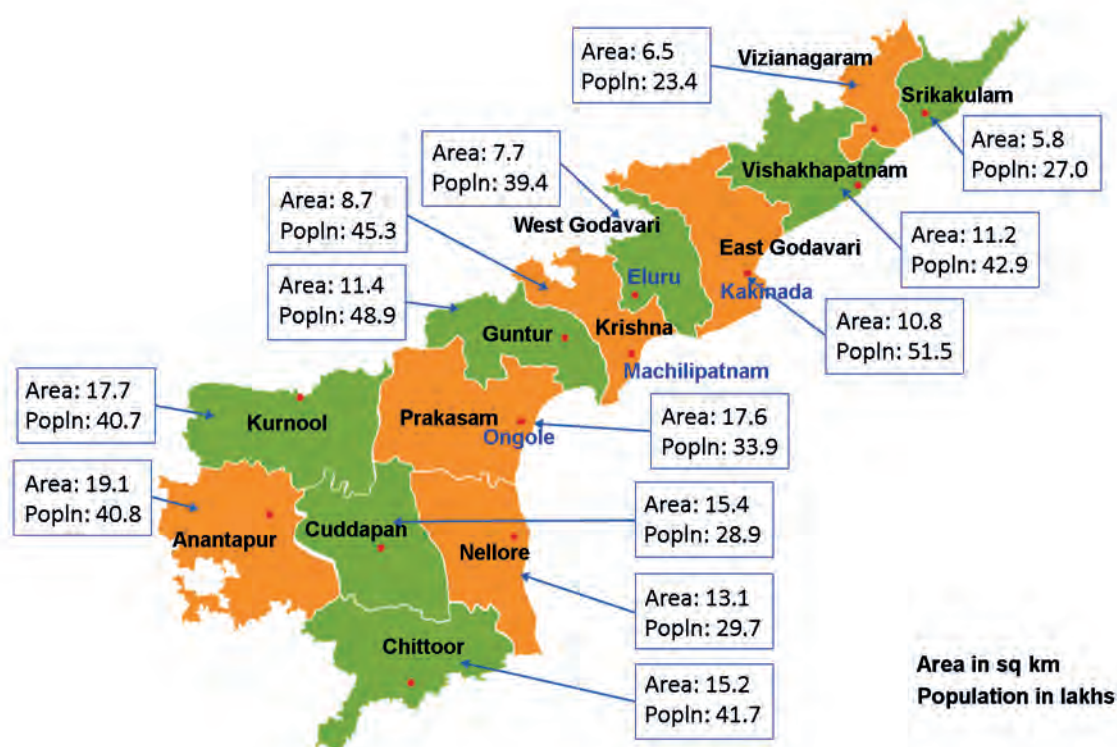 Area: 6.5
Popln: 23.4
Vizianagaram
Srikakulam
Area: 5.8
Popln: 27.0
Area: 7.7
Popln: 39.4
Vishakhapatnam
Area: 8.7
Popln: 45.3
West Godavari
East Godavari
Area: 11.2
Popln: 42.9
Area: 11.4
Popln: 48.9
Eluru
Kakinada
Guntur
Krishna
Area: 10.8
Popln: 51.5
Machilipatnam
Area: 17.7
Popln: 40.7
Kurnool
Prakasam
Ongole
Area: 17.6
Popln: 33.9
Area: 19.1
Popln: 40.8
Anantapur
Cuddapah
Nellore
Area: 15.4
Popln: 28.9
Area: 13.1
Popln: 29.7
Chittoor
Area: 15.2
Popln: 41.7
Area in sq km
Population in lakhs